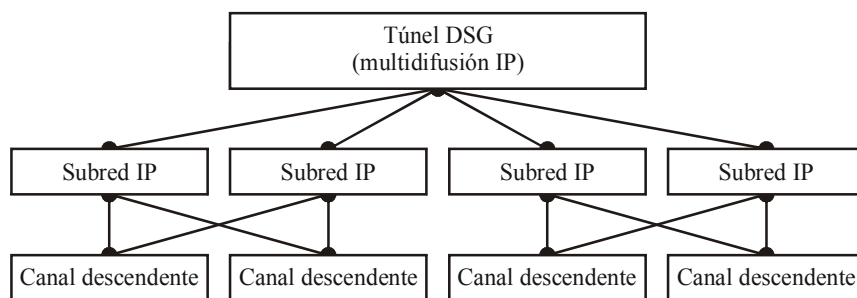 Túnel DSG
(multidifusión IP)
Subred IP
Subred IP
Subred IP
Subred IP
Canal descendente
Canal descendente
Canal descendente
Canal descendente